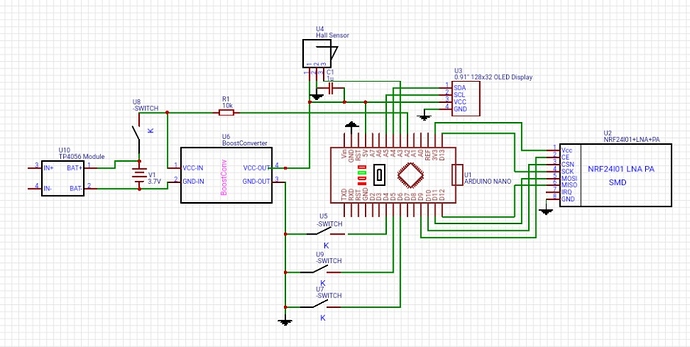 U4
Hall Sensor
1 2 3
C1
1u
U3
0.91" 128x32 OLED Display
1 SDA
2 SCL
3 VCC
4 GND
U8
-SWITCH
K
R1
10k
U10
TP4056 Module
3 IN+ BAT+ 1
4 IN- BAT- 2
V1
3.7V
U6
BoostConverter
1 VCC-IN VCC-OUT 4
2 GND-IN GND-OUT 3
BoostConv
Vin GND RST 5V A7 A6 A5 A4 A3 A2 A1 A0 REF 3V3 D13
U1
ARDUINO NANO
TXD RXD RST GND D2 D3 D4 D5 D6 D7 D8 D9 D10 D11 D12
U2
NRF24l01+LNA+PA
Vcc
CE
CSN
SCK
MOSI
MISO
IRQ
GND
NRF24l01 LNA PA
SMD
U5
-SWITCH
K
U9
-SWITCH
K
U7
-SWITCH
K